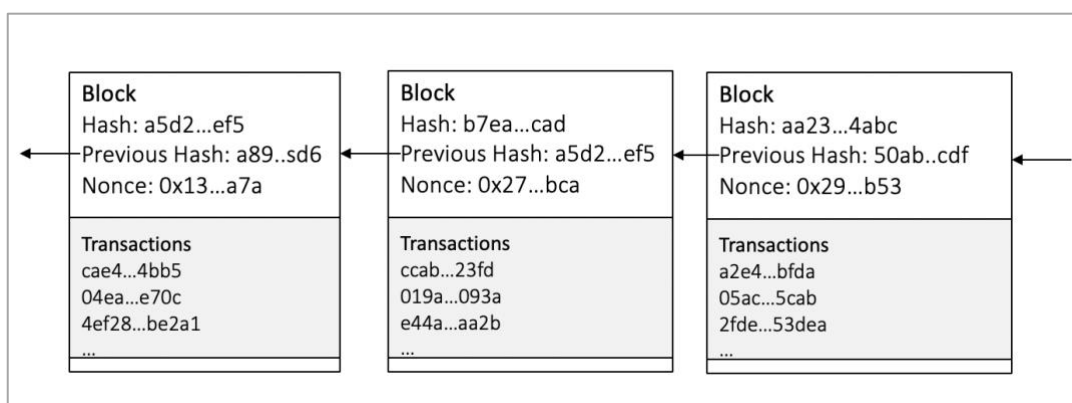 Block
Hash: a5d2...ef5
Previous Hash: a89..sd6
Nonce: 0x13...a7a
Transactions
cae4...4bb5
04ea...e70c
4ef28...be2a1
...
Block
Hash: b7ea...cad
Previous Hash: a5d2...ef5
Nonce: 0x27...bca
Transactions
ccab...23fd
019a...093a
e44a...aa2b
...
Block
Hash: aa23...4abc
Previous Hash: 50ab..cdf
Nonce: 0x29...b53
Transactions
a2e4...bfda
05ac...5cab
2fde...53dea
...